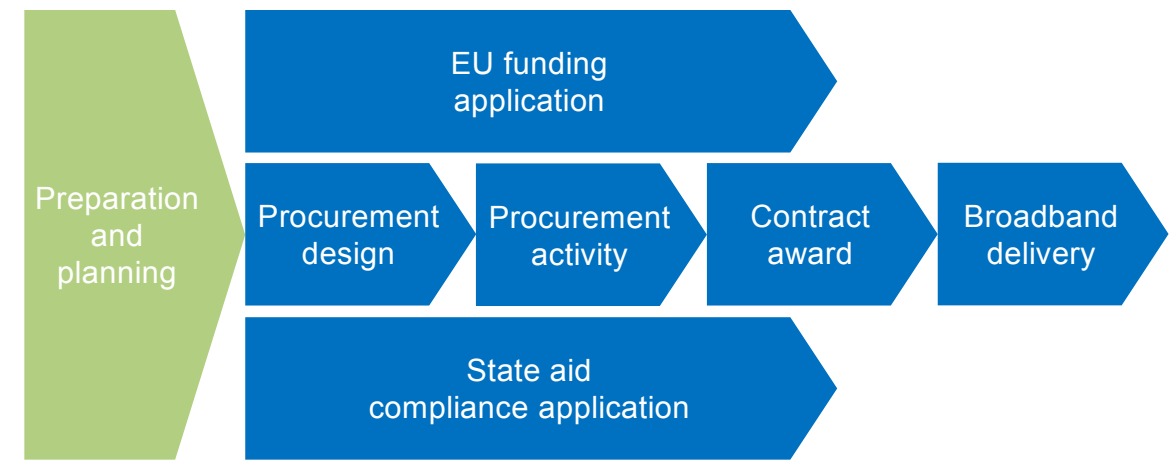 Preparation
and
planning
EU funding
application
Procurement
design
Procurement
activity
Contract
award
Broadband
delivery
State aid
compliance application